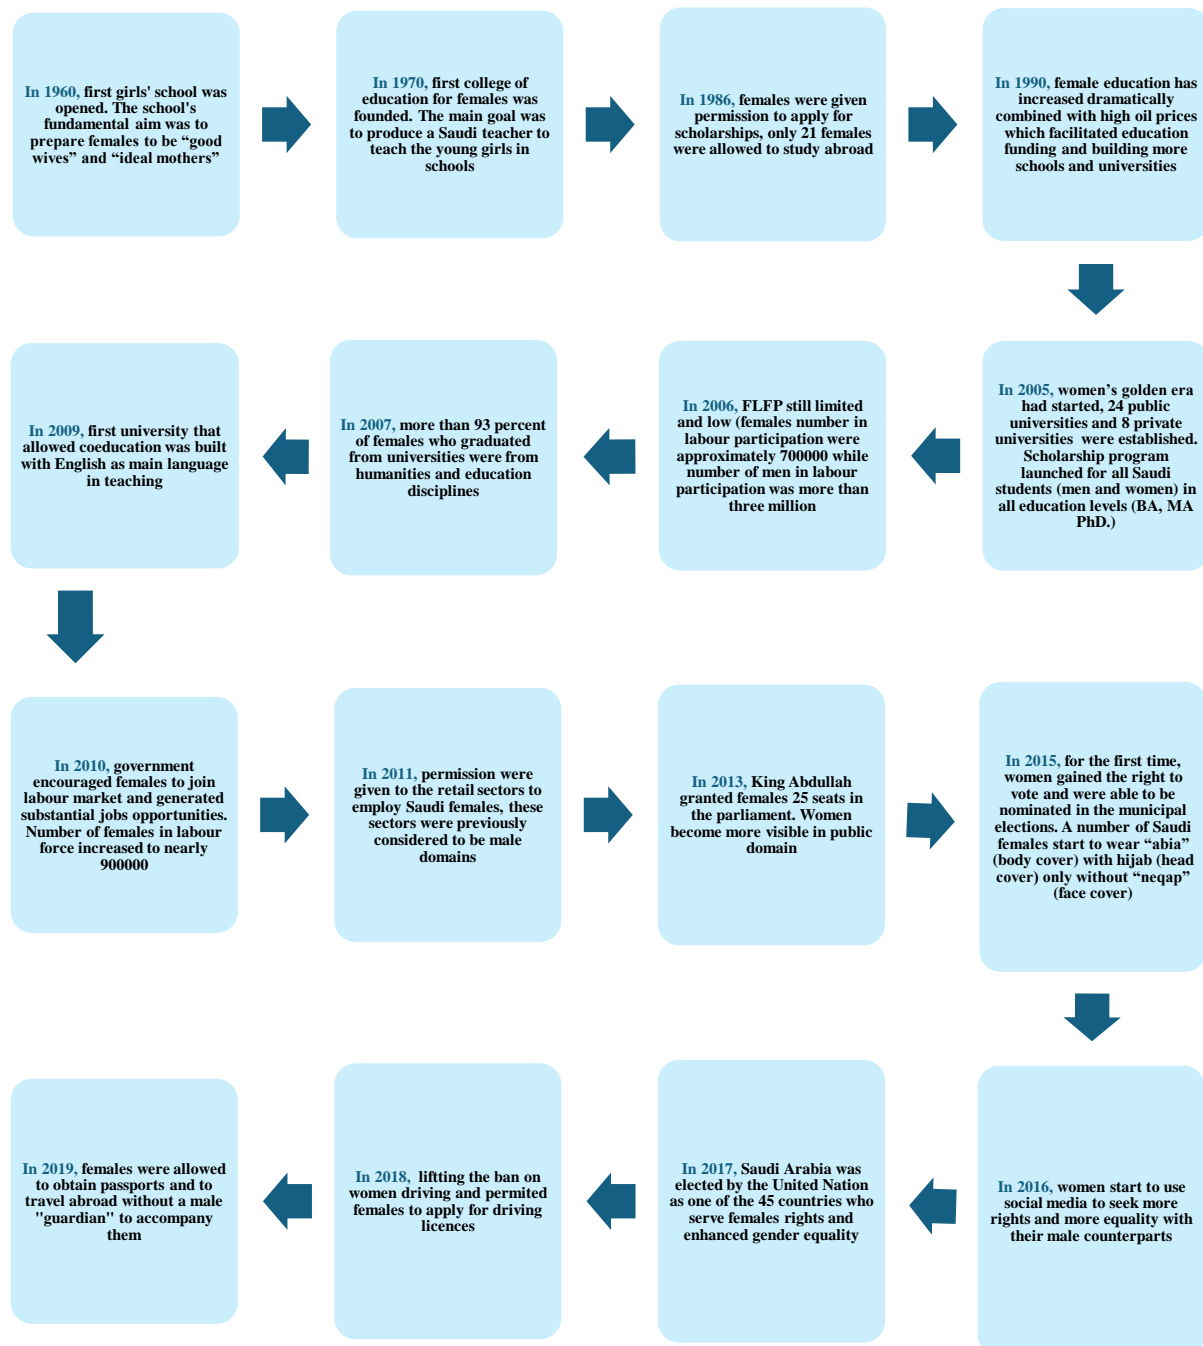 In 1960, first girls' school was
opened. The school's
fundamental aim was to
prepare females to be “good
wives” and “ideal mothers”
In 1970, first college of
education for females was
founded. The main goal was
to produce a Saudi teacher to
teach the young girls in
schools
In 1986, females were given
permission to apply for
scholarships, only 21 females
were allowed to study abroad
In 1990, female education has
increased dramatically
combined with high oil prices
which facilitated education
funding and building more
schools and universities
In 2005, women’s golden era
had started, 24 public
universities and 8 private
universities were established.
Scholarship program
launched for all Saudi
students (men and women) in
all education levels (BA, MA
PhD.)
In 2006, FLFP still limited
and low (females number in
labour participation were
approximately 700000 while
number of men in labour
participation was more than
three million
In 2007, more than 93 percent
of females who graduated
from universities were from
humanities and education
disciplines
In 2009, first university that
allowed coeducation was built
with English as main language
in teaching
In 2010, government
encouraged females to join
labour market and generated
substantial jobs opportunities.
Number of females in labour
force increased to nearly
900000
In 2011, permission were
given to the retail sectors to
employ Saudi females, these
sectors were previously
considered to be male
domains
In 2013, King Abdullah
granted females 25 seats in
the parliament. Women
become more visible in public
domain
In 2015, for the first time,
women gained the right to
vote and were able to be
nominated in the municipal
elections. A number of Saudi
females start to wear “abia”
(body cover) with hijab (head
cover) only without “neqap”
(face cover)
In 2016, women start to use
social media to seek more
rights and more equality with
their male counterparts
In 2017, Saudi Arabia was
elected by the United Nation
as one of the 45 countries who
serve females rights and
enhanced gender equality
In 2018, liftting the ban on
women driving and permited
females to apply for driving
licences
In 2019, females were allowed
to obtain passports and to
travel abroad without a male
"guardian" to accompany
them